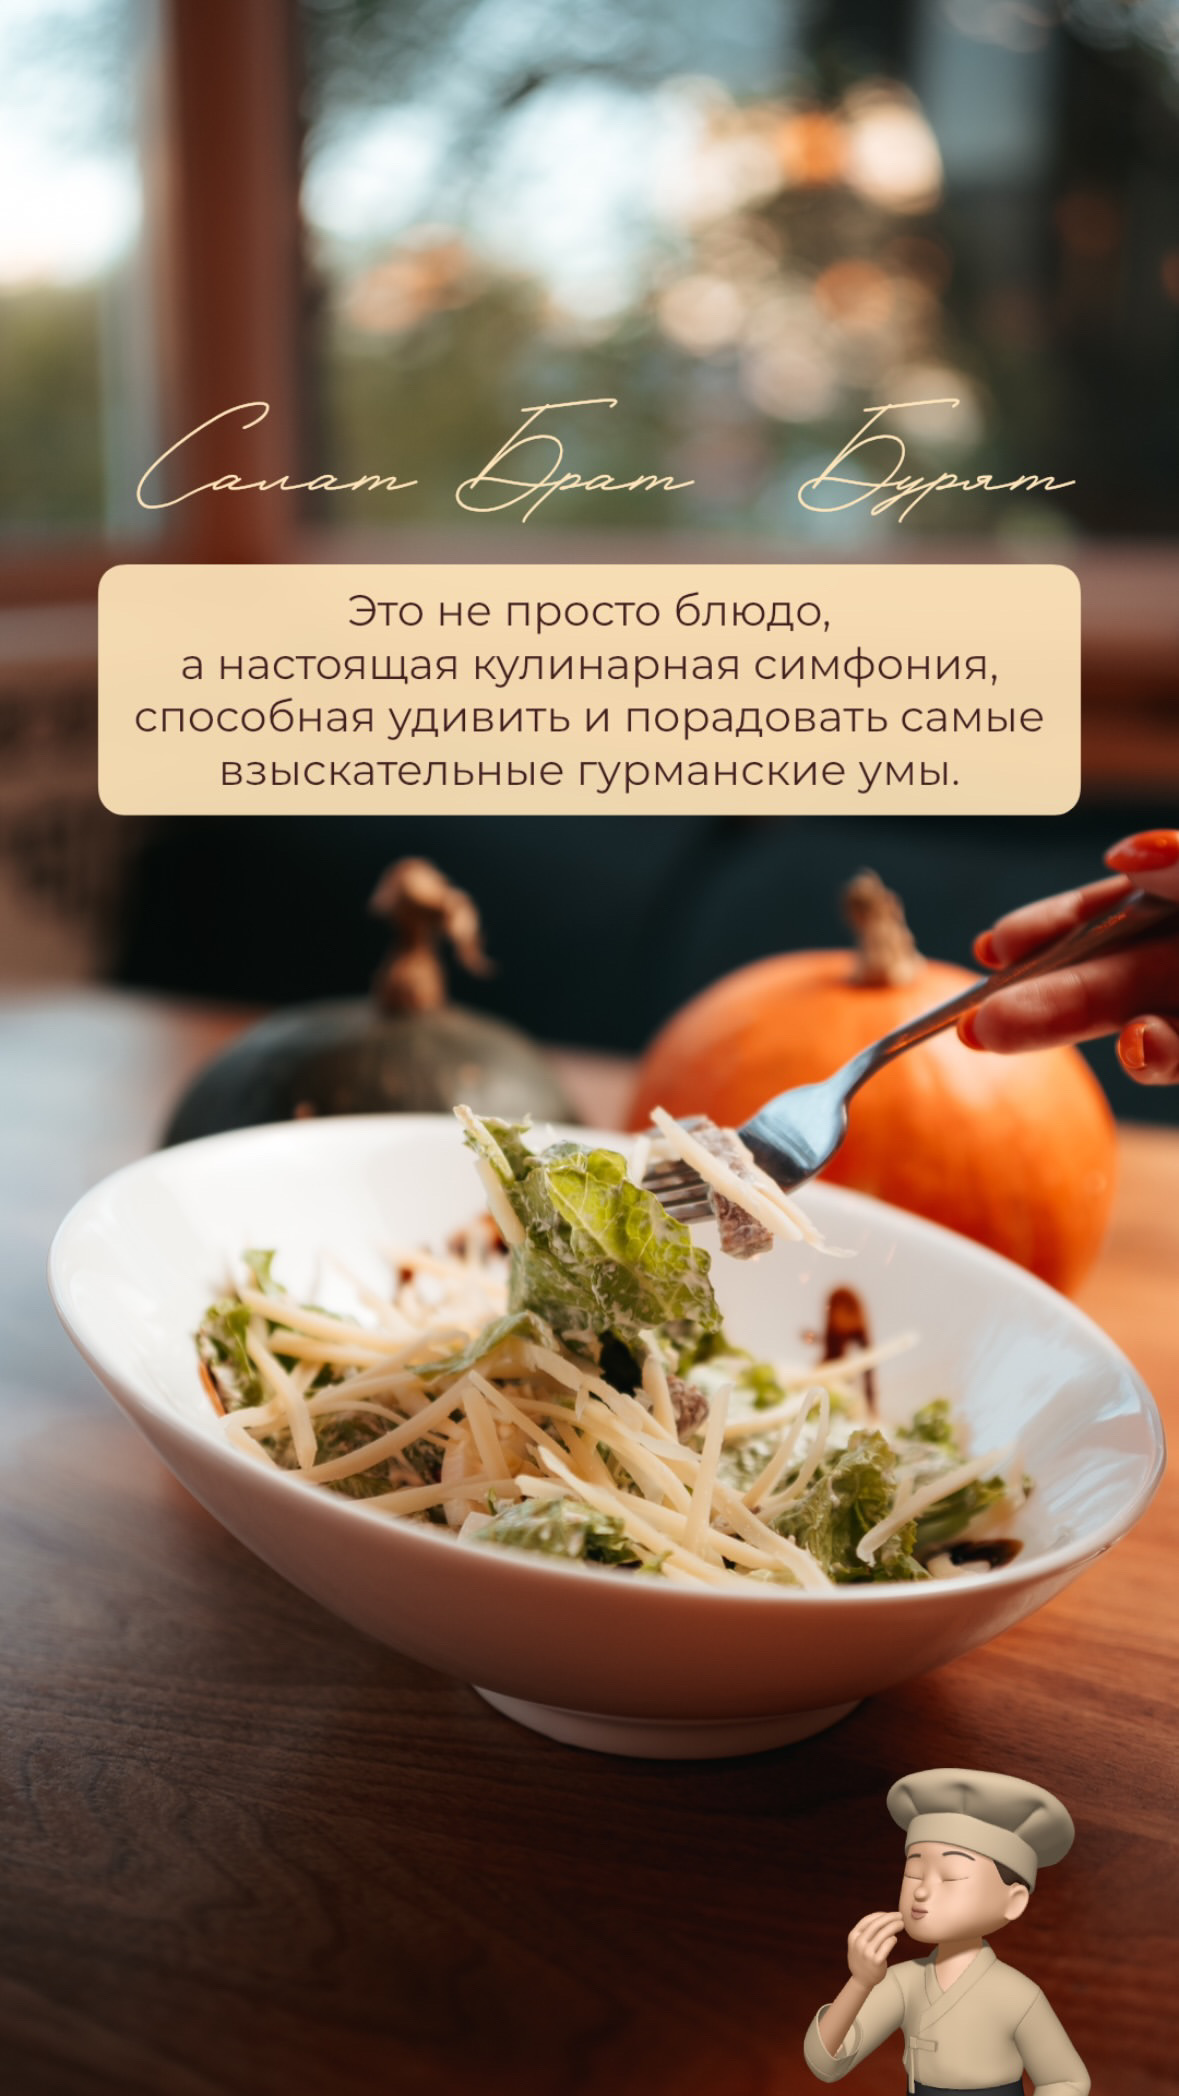 Салат Брат Бурят
Это не просто блюдо,
а настоящая кулинарная симфония,
способная удивить и порадовать самые
взыскательные гурманские умы.